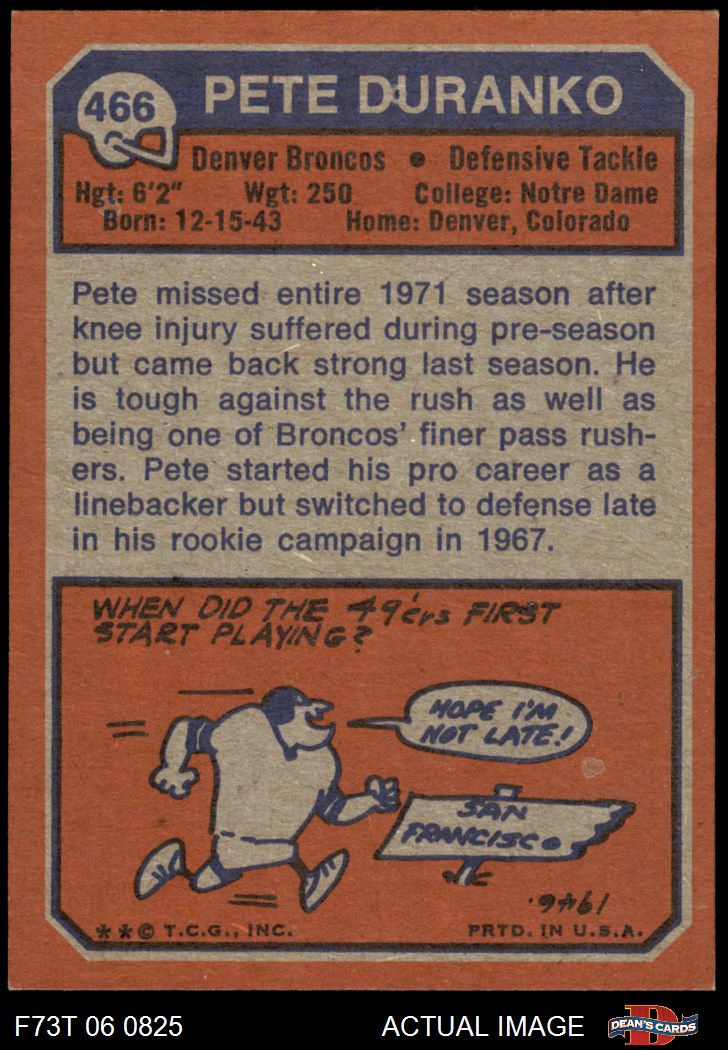 466
PETE DURANKO
Denver Broncos • Defensive Tackle
Hgt: 6'2" Wgt: 250 College: Notre Dame
Born: 12-15-43 Home: Denver, Colorado
Pete missed entire 1971 season after
knee injury suffered during pre-season
but came back strong last season. He
is tough against the rush as well as
being one of Broncos' finer pass rush-
ers. Pete started his pro career as a
linebacker but switched to defense late
in his rookie campaign in 1967.
WHEN DID THE 49'ers FIRST
START PLAYING?
HOPE I'M
NOT LATE!
SAN
FRANCISCO
1946.
**© T.C.G., INC. PRTD. IN U.S.A.
F73T 06 0825 ACTUAL IMAGE D DEAN'S CARDS